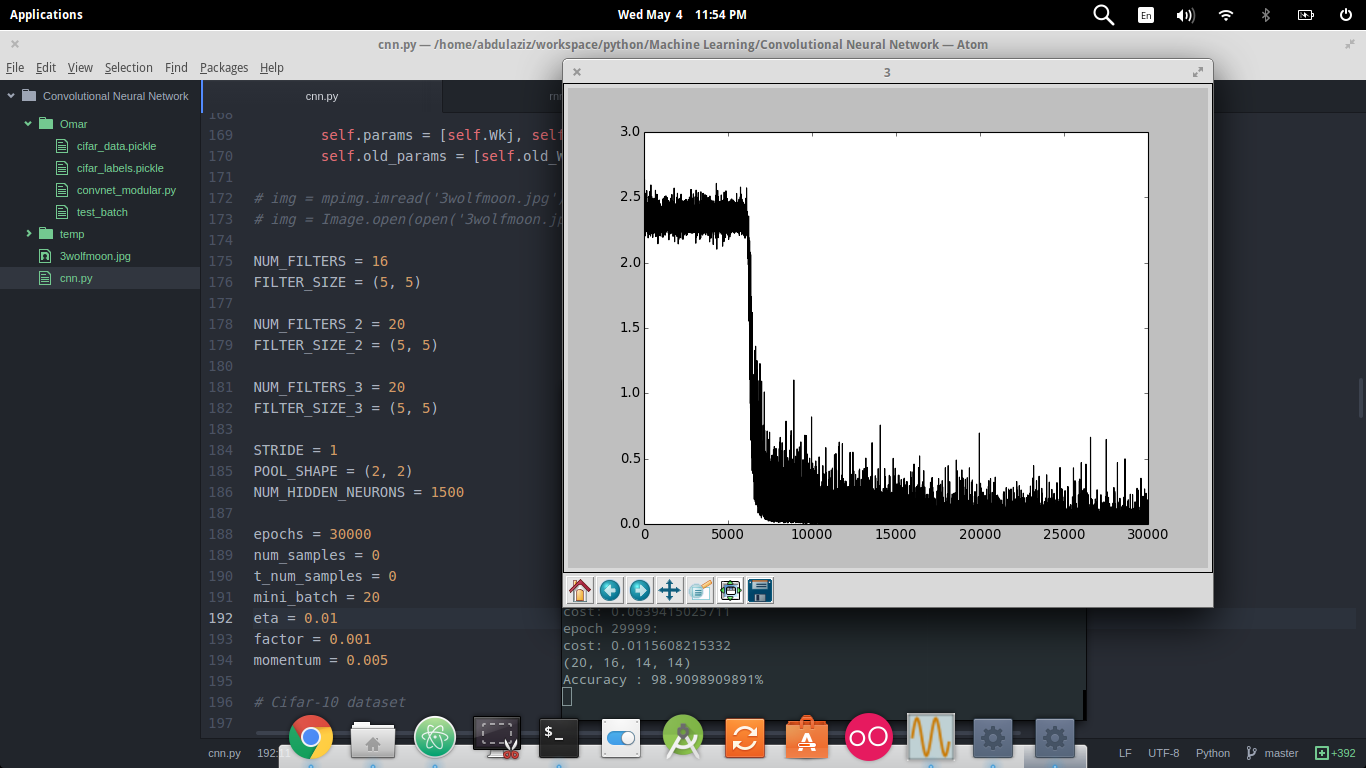 Applications
Wed May 4 11:54 PM
En
cnn.py — /home/abdulaziz/workspace/python/Machine Learning/Convolutional Neural Network — Atom
File Edit View Selection Find Packages Help
Convolutional Neural Network
Omar
cifar_data.pickle
cifar_labels.pickle
convnet_modular.py
test_batch
temp
3wolfmoon.jpg
cnn.py
cnn.py
168
169 self.params = [self.Wkj, self
170 self.old_params = [self.old_W
171
172 # img = mpimg.imread('3wolfmoon.jpg')
173 # img = Image.open(open('3wolfmoon.jp
174
175 NUM_FILTERS = 16
176 FILTER_SIZE = (5, 5)
177
178 NUM_FILTERS_2 = 20
179 FILTER_SIZE_2 = (5, 5)
180
181 NUM_FILTERS_3 = 20
182 FILTER_SIZE_3 = (5, 5)
183
184 STRIDE = 1
185 POOL_SHAPE = (2, 2)
186 NUM_HIDDEN_NEURONS = 1500
187
188 epochs = 30000
189 num_samples = 0
190 t_num_samples = 0
191 mini_batch = 20
192 eta = 0.01
193 factor = 0.001
194 momentum = 0.005
195
196 # Cifar-10 dataset
197
3
3.0
2.5
2.0
1.5
1.0
0.5
0.0
0 5000 10000 15000 20000 25000 30000
cost: 0.0639415025711
epoch 29999:
cost: 0.0115608215332
(20, 16, 14, 14)
Accuracy : 98.9098909891%
$_
A
cnn.py 192:
LF UTF-8 Python master +392